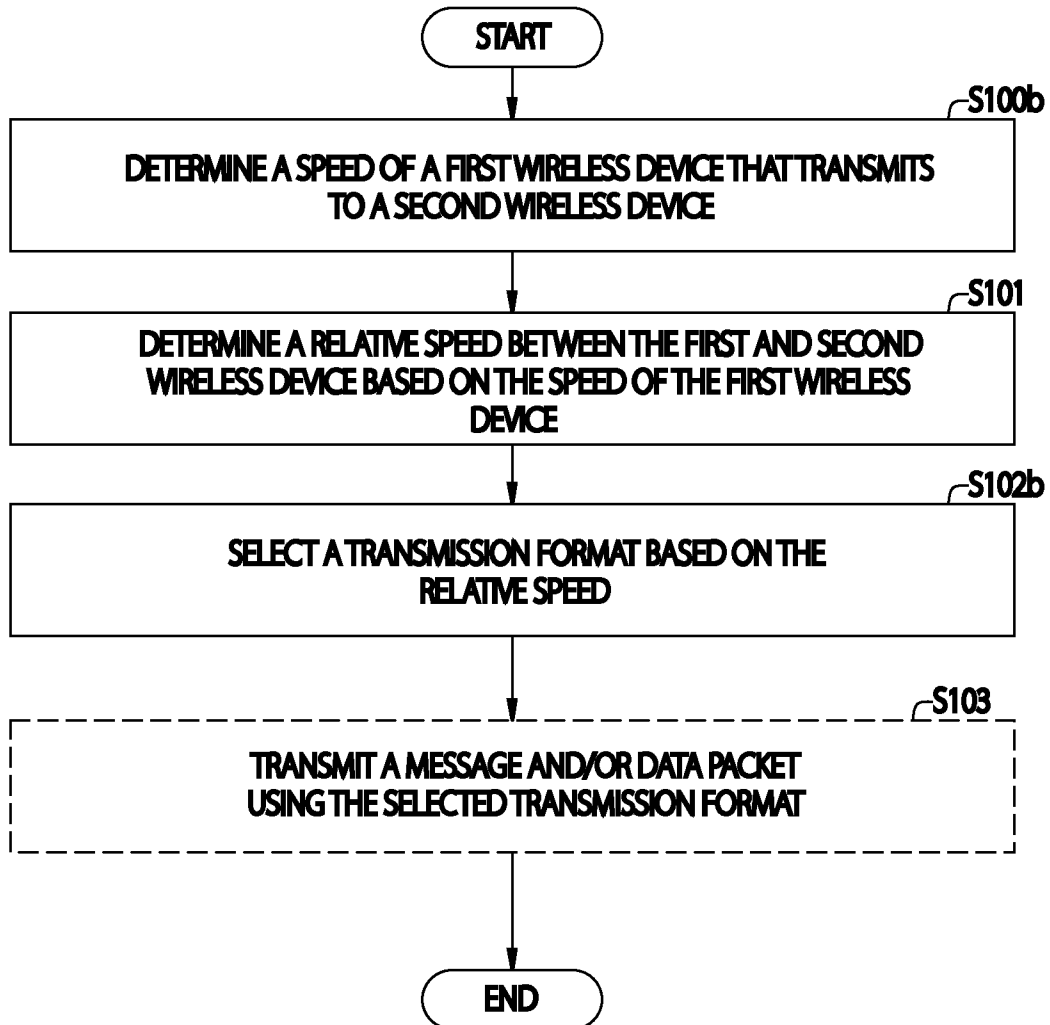 START
S100b
DETERMINE A SPEED OF A FIRST WIRELESS DEVICE THAT TRANSMITS
TO A SECOND WIRELESS DEVICE
S101
DETERMINE A RELATIVE SPEED BETWEEN THE FIRST AND SECOND
WIRELESS DEVICE BASED ON THE SPEED OF THE FIRST WIRELESS
DEVICE
S102b
SELECT A TRANSMISSION FORMAT BASED ON THE
RELATIVE SPEED
S103
TRANSMIT A MESSAGE AND/OR DATA PACKET
USING THE SELECTED TRANSMISSION FORMAT
END